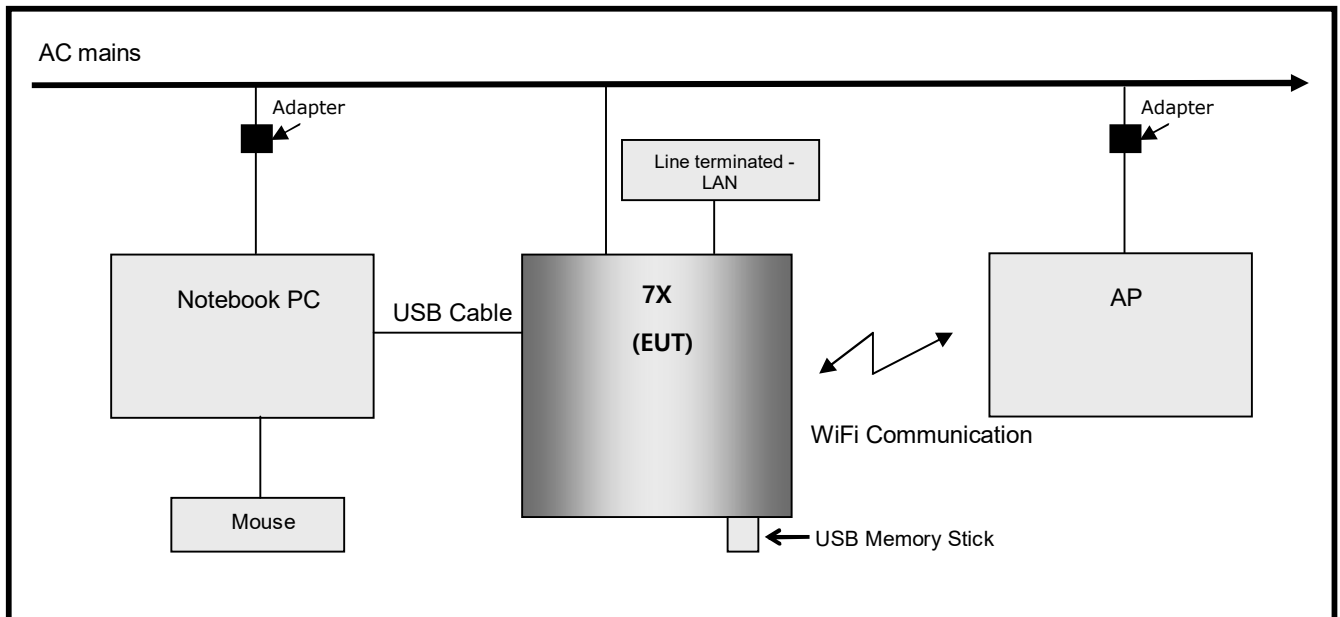 AC mains
Adapter
Adapter
Line terminated -
LAN
Notebook PC
USB Cable
7X
(EUT)
AP
WiFi Communication
Mouse
USB Memory Stick